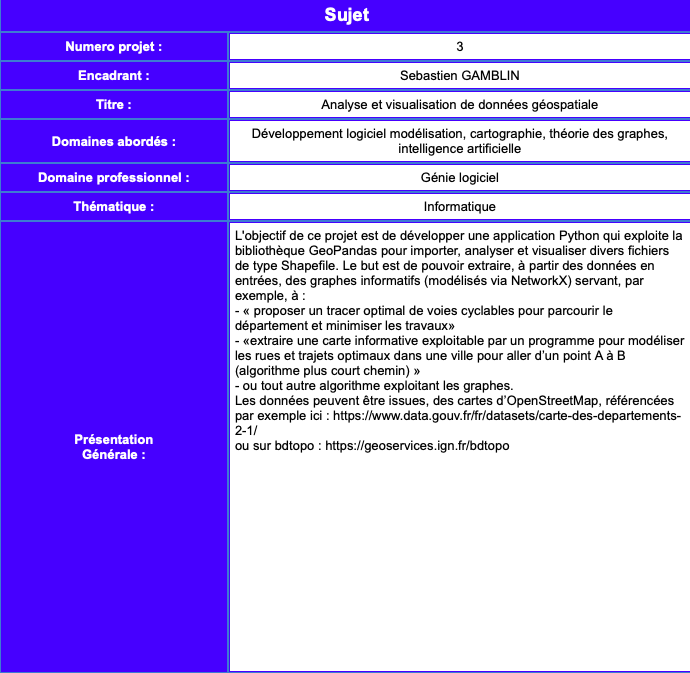 Sujet
Numero projet :
3
Encadrant :
Sebastien GAMBLIN
Titre :
Analyse et visualisation de données géospatiale
Domaines abordés :
Développement logiciel modélisation, cartographie, théorie des graphes,
intelligence artificielle
Domaine professionnel :
Génie logiciel
Thématique :
Informatique
Présentation
Générale :
L'objectif de ce projet est de développer une application Python qui exploite la
bibliothèque GeoPandas pour importer, analyser et visualiser divers fichiers
de type Shapefile. Le but est de pouvoir extraire, à partir des données en
entrées, des graphes informatifs (modélisés via NetworkX) servant, par
exemple, à :
- « proposer un tracer optimal de voies cyclables pour parcourir le
département et minimiser les travaux»
- «extraire une carte informative exploitable par un programme pour modéliser
les rues et trajets optimaux dans une ville pour aller d'un point A à B
(algorithme plus court chemin) »
- ou tout autre algorithme exploitant les graphes.
Les données peuvent être issues, des cartes d'OpenStreetMap, référencées
par exemple ici : https://www.data.gouv.fr/fr/datasets/carte-des-departements-
2-1/
ou sur bdtopo : https://geoservices.ign.fr/bdtopo